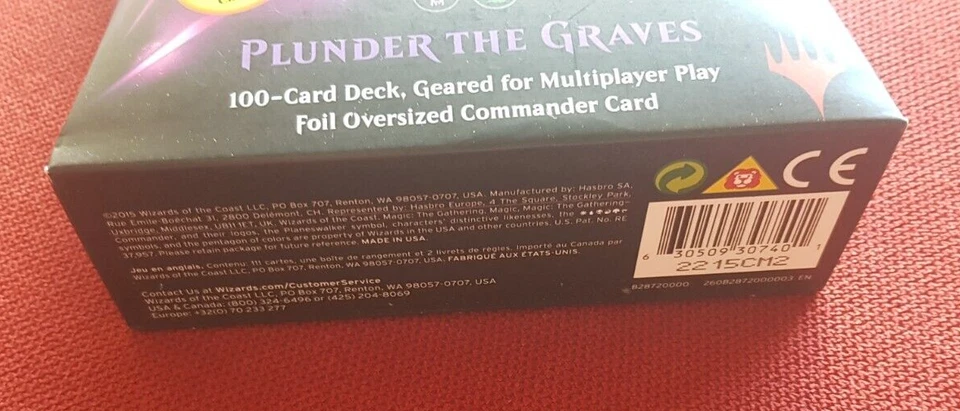 PLUNDER THE GRAVES
100-Card Deck, Geared for Multiplayer Play
Foil Oversized Commander Card
©2015 Wizards of the Coast LLC, PO Box 707, Renton, WA 98057-0707, USA. Manufactured by: Hasbro SA,
Rue Emile-Boéchat 31, 2800 Delémont, CH. Represented by: Hasbro Europe, 4 The Square, Stockley Park,
Uxbridge, Middlesex, UB11 1ET, UK. Wizards of the Coast, Magic: The Gathering, Magic, Magic: The Gathering–
Commander, and their logos, the Planeswalker symbol, characters' distinctive likenesses, the
symbols, and the pentagon of colors are property of Wizards in the USA and other countries. U.S. Pat. No. RE
37,957. Please retain package for future reference. MADE IN USA.
Jeu en anglais. Contenu: 111 cartes, une boîte de rangement et 2 livrets de règles. Importé au Canada par
Wizards of the Coast LLC, PO Box 707, Renton, WA 98057-0707, USA. FABRIQUÉ AUX ÉTATS-UNIS.
Contact Us at Wizards.com/CustomerService
Wizards of the Coast LLC, PO Box 707, Renton, WA 98057-0707, USA
USA & Canada: (800) 324-6496 or (425) 204-8069
Europe: +32(0) 70 233 277
CE
6 30509 30740 1
2215CM2
B28720000 260B2872000003 EN